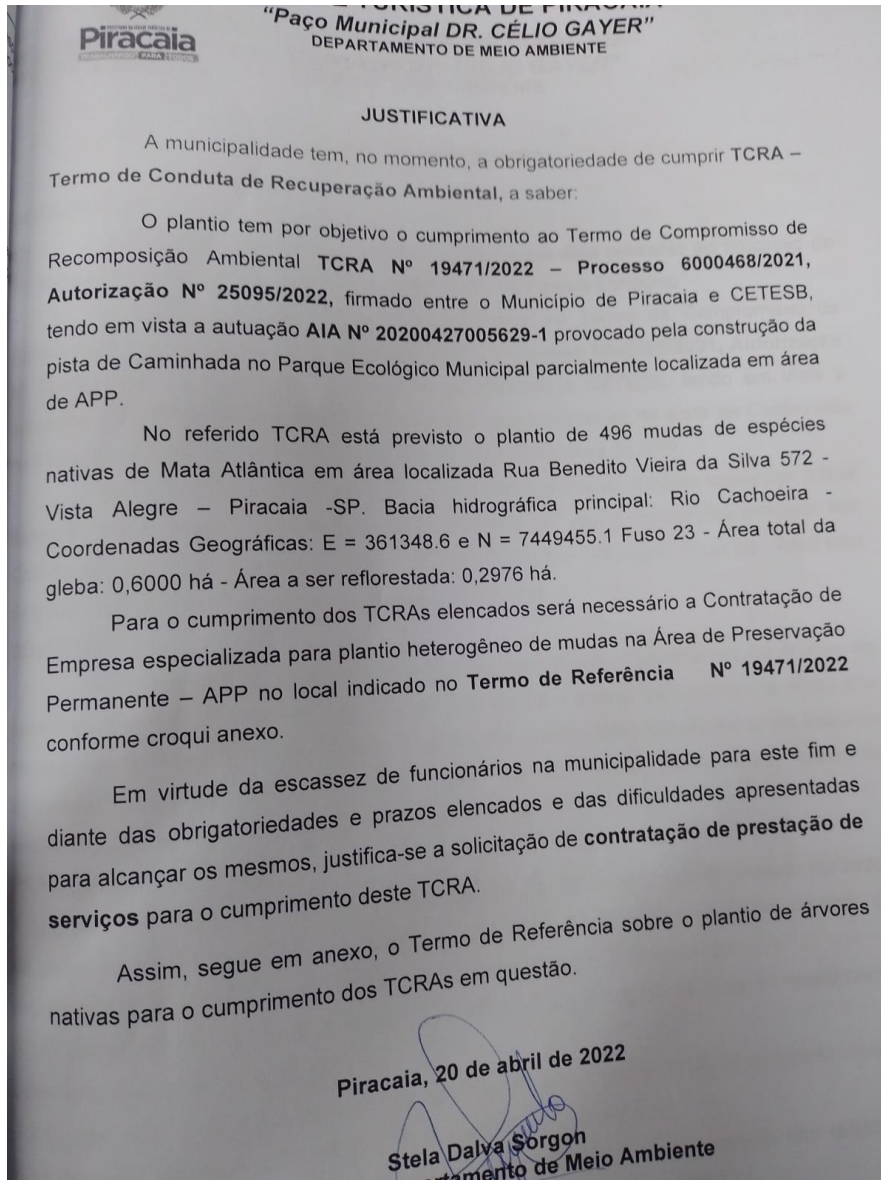 TURÍSTICA DE PIRACAIA
Piracaia
TRABALHANDO PARA TODOS
“Paço Municipal DR. CÉLIO GAYER”
DEPARTAMENTO DE MEIO AMBIENTE
JUSTIFICATIVA
A municipalidade tem, no momento, a obrigatoriedade de cumprir TCRA –
Termo de Conduta de Recuperação Ambiental, a saber:
O plantio tem por objetivo o cumprimento ao Termo de Compromisso de
Recomposição Ambiental TCRA Nº 19471/2022 – Processo 6000468/2021,
Autorização Nº 25095/2022, firmado entre o Município de Piracaia e CETESB,
tendo em vista a autuação AIA Nº 20200427005629-1 provocado pela construção da
pista de Caminhada no Parque Ecológico Municipal parcialmente localizada em área
de APP.
No referido TCRA está previsto o plantio de 496 mudas de espécies
nativas de Mata Atlântica em área localizada Rua Benedito Vieira da Silva 572 -
Vista Alegre – Piracaia -SP. Bacia hidrográfica principal: Rio Cachoeira -
Coordenadas Geográficas: E = 361348.6 e N = 7449455.1 Fuso 23 - Área total da
gleba: 0,6000 há - Área a ser reflorestada: 0,2976 há.
Para o cumprimento dos TCRAs elencados será necessário a Contratação de
Empresa especializada para plantio heterogêneo de mudas na Área de Preservação
Permanente – APP no local indicado no Termo de Referência Nº 19471/2022
conforme croqui anexo.
Em virtude da escassez de funcionários na municipalidade para este fim e
diante das obrigatoriedades e prazos elencados e das dificuldades apresentadas
para alcançar os mesmos, justifica-se a solicitação de contratação de prestação de
serviços para o cumprimento deste TCRA.
Assim, segue em anexo, o Termo de Referência sobre o plantio de árvores
nativas para o cumprimento dos TCRAs em questão.
Piracaia, 20 de abril de 2022
Stela Dalva Sorgon
artamento de Meio Ambiente